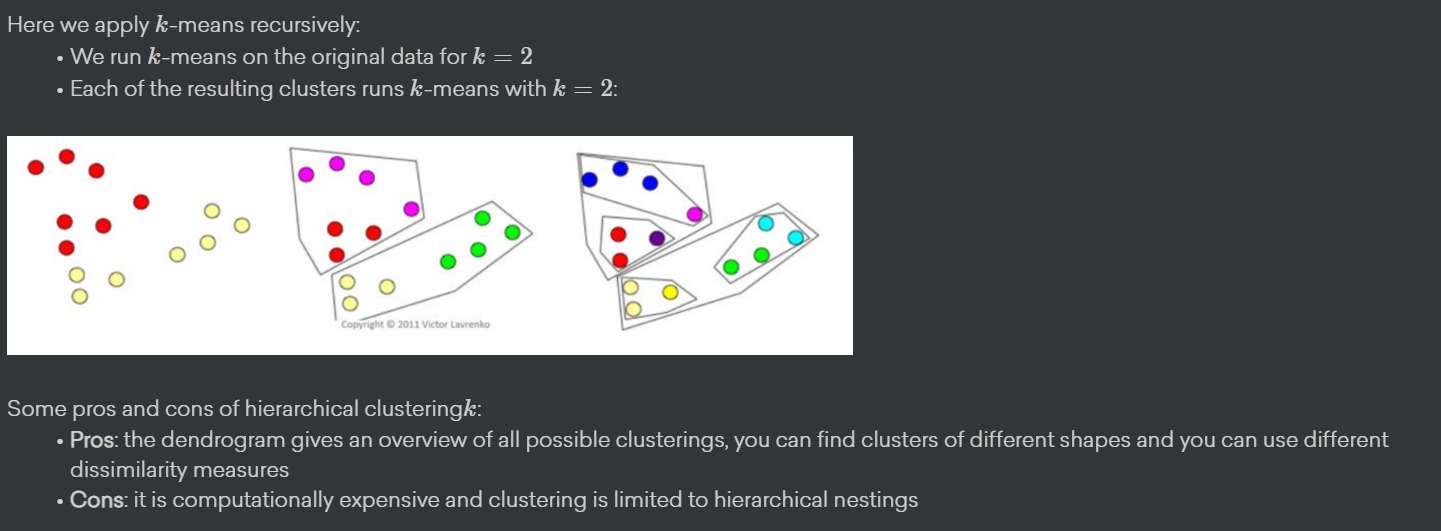 Here we apply k-means recursively:
• We run k-means on the original data for k = 2
• Each of the resulting clusters runs k-means with k = 2:
Copyright © 2011 Victor Lavrenko
Some pros and cons of hierarchical clusteringk:
• Pros: the dendrogram gives an overview of all possible clusterings, you can find clusters of different shapes and you can use different
dissimilarity measures
• Cons: it is computationally expensive and clustering is limited to hierarchical nestings